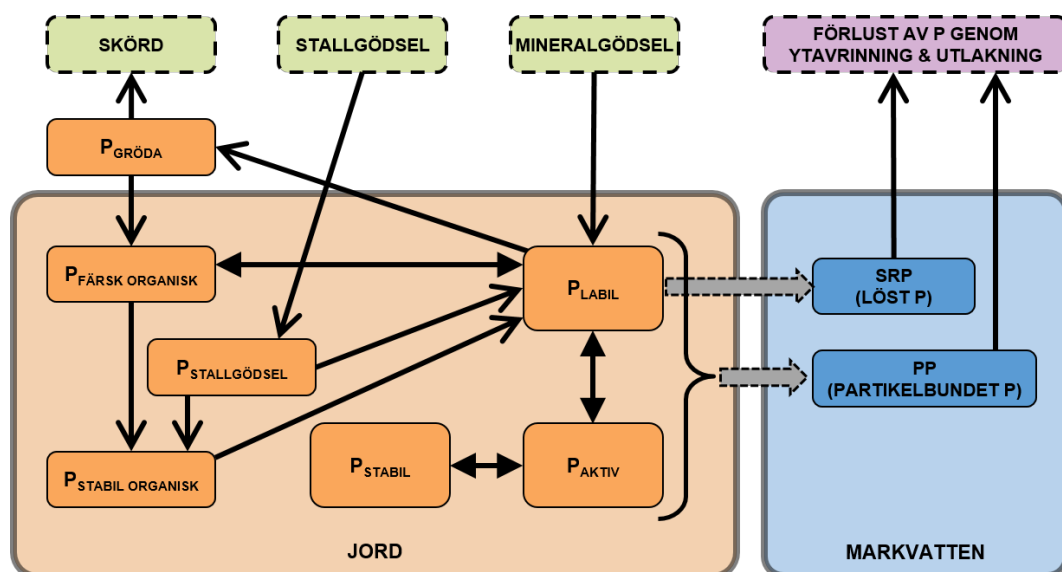 SKÖRD
STALLGÖDSEL
MINERALGÖDSEL
FÖRLUST AV P GENOM
YTAVRINNING & UTLAKNING
PGRÖDA
PFÄRSK ORGANISK
PLABIL
SRP
(LÖST P)
PSTALLGÖDSEL
PP
(PARTIKELBUNDET P)
PSTABIL ORGANISK
PSTABIL
PAKTIV
JORD
MARKVATTEN